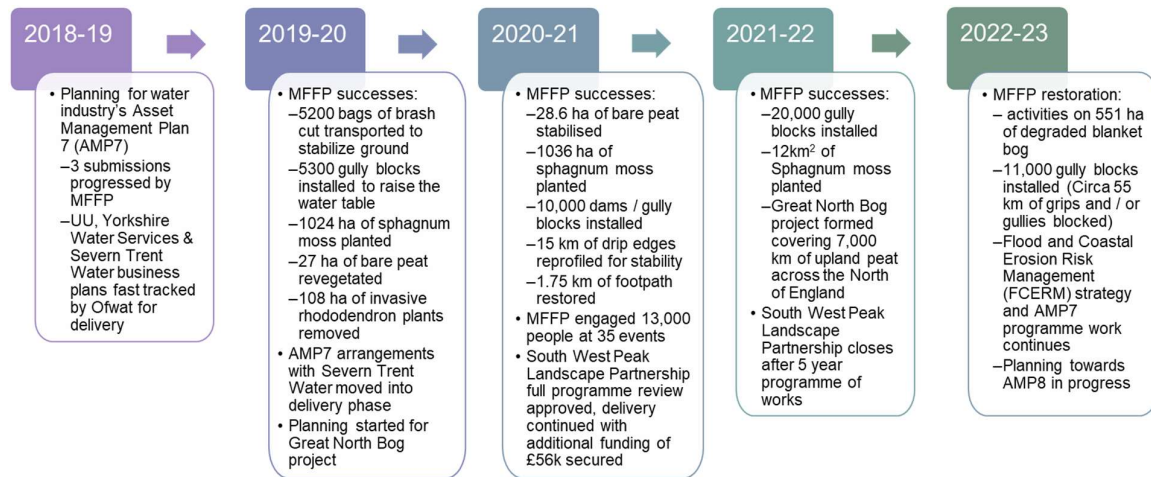 2018-19
• Planning for water
industry's Asset
Management Plan
7 (AMP7)
–3 submissions
progressed by
MFFP
–UU, Yorkshire
Water Services &
Severn Trent
Water business
plans fast tracked
by Ofwat for
delivery
2019-20
• MFFP successes:
–5200 bags of brash
cut transported to
stabilize ground
–5300 gully blocks
installed to raise the
water table
–1024 ha of sphagnum
moss planted
–27 ha of bare peat
revegetated
–108 ha of invasive
rhododendron plants
removed
• AMP7 arrangements
with Severn Trent
Water moved into
delivery phase
• Planning started for
Great North Bog
project
2020-21
• MFFP successes:
–28.6 ha of bare peat
stabilised
–1036 ha of
sphagnum moss
planted
–10,000 dams / gully
blocks installed
–15 km of drip edges
reprofiled for stability
–1.75 km of footpath
restored
• MFFP engaged 13,000
people at 35 events
• South West Peak
Landscape Partnership
full programme review
approved, delivery
continued with
additional funding of
£56k secured
2021-22
• MFFP successes:
–20,000 gully
blocks installed
–12km² of
Sphagnum moss
planted
–Great North Bog
project formed
covering 7,000
km of upland peat
across the North
of England
• South West Peak
Landscape
Partnership closes
after 5 year
programme of
works
2022-23
• MFFP restoration:
– activities on 551 ha
of degraded blanket
bog
–11,000 gully blocks
installed (Circa 55
km of grips and / or
gullies blocked)
–Flood and Coastal
Erosion Risk
Management
(FCERM) strategy
and AMP7
programme work
continues
–Planning towards
AMP8 in progress